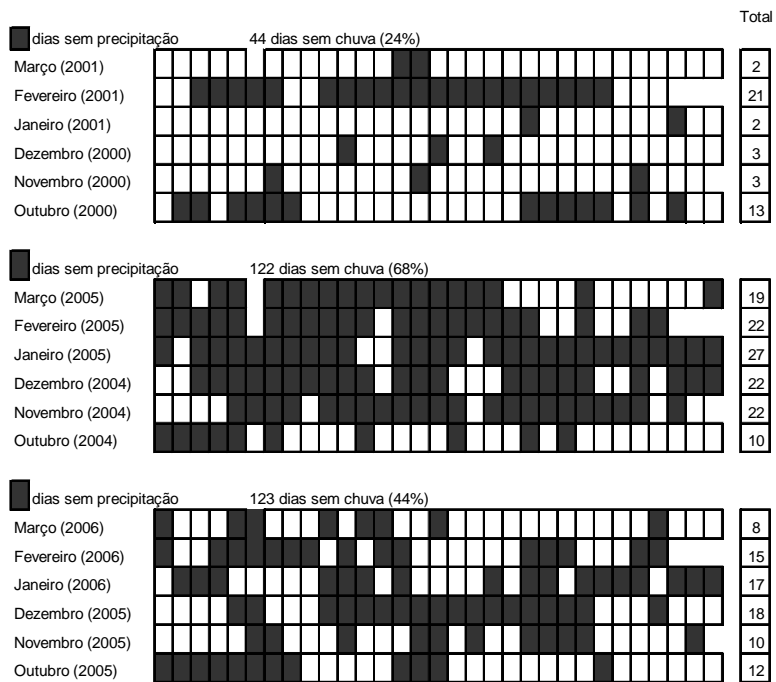 Total
dias sem precipitação 44 dias sem chuva (24%)
Março (2001) 2
Fevereiro (2001) 21
Janeiro (2001) 2
Dezembro (2000) 3
Novembro (2000) 3
Outubro (2000) 13
dias sem precipitação 122 dias sem chuva (68%)
Março (2005) 19
Fevereiro (2005) 22
Janeiro (2005) 27
Dezembro (2004) 22
Novembro (2004) 22
Outubro (2004) 10
dias sem precipitação 123 dias sem chuva (44%)
Março (2006) 8
Fevereiro (2006) 15
Janeiro (2006) 17
Dezembro (2005) 18
Novembro (2005) 10
Outubro (2005) 12